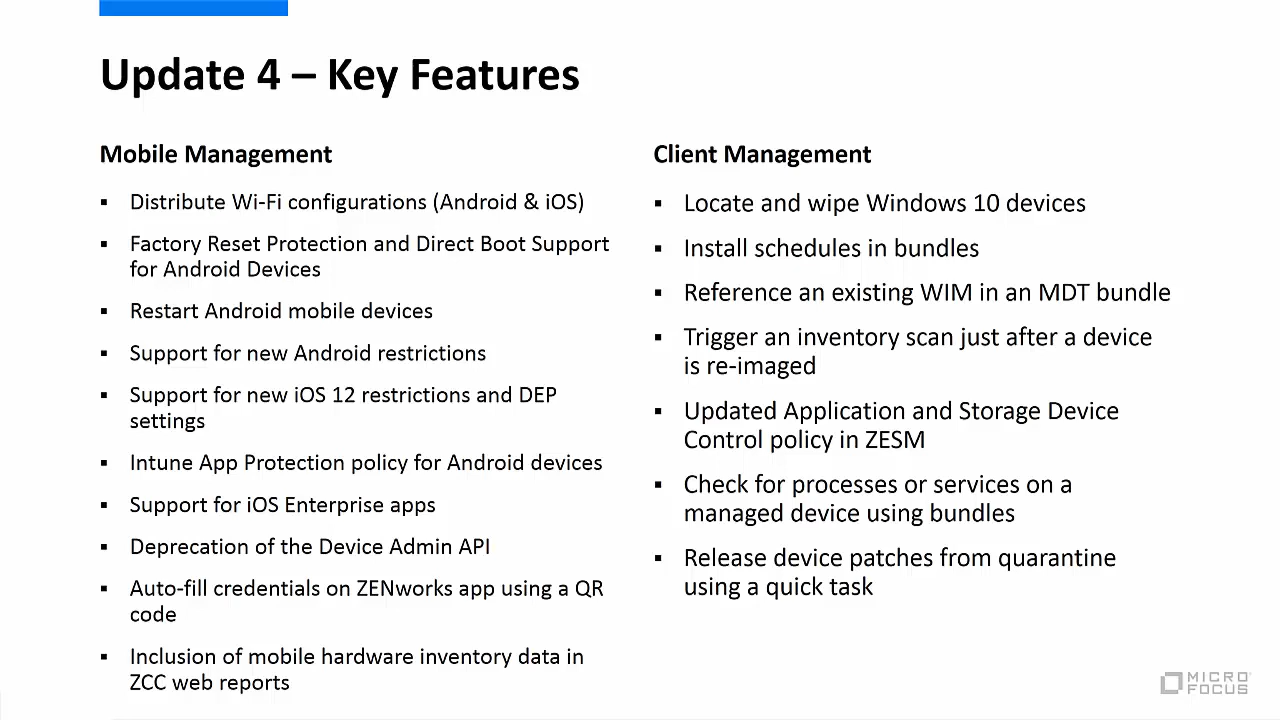 Update 4 – Key Features
Mobile Management
▪ Distribute Wi-Fi configurations (Android & iOS)
▪ Factory Reset Protection and Direct Boot Support
for Android Devices
▪ Restart Android mobile devices
▪ Support for new Android restrictions
▪ Support for new iOS 12 restrictions and DEP
settings
▪ Intune App Protection policy for Android devices
▪ Support for iOS Enterprise apps
▪ Deprecation of the Device Admin API
▪ Auto-fill credentials on ZENworks app using a QR
code
▪ Inclusion of mobile hardware inventory data in
ZCC web reports
Client Management
▪ Locate and wipe Windows 10 devices
▪ Install schedules in bundles
▪ Reference an existing WIM in an MDT bundle
▪ Trigger an inventory scan just after a device
is re-imaged
▪ Updated Application and Storage Device
Control policy in ZESM
▪ Check for processes or services on a
managed device using bundles
▪ Release device patches from quarantine
using a quick task
MICRO
FOCUS